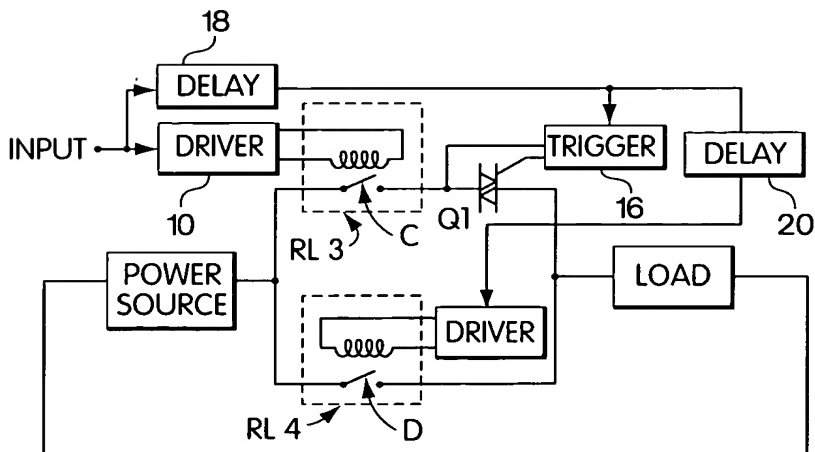 18
DELAY
INPUT
DRIVER
TRIGGER
DELAY
10
C
Q1
16
20
RL 3
POWER
SOURCE
LOAD
DRIVER
RL 4
D